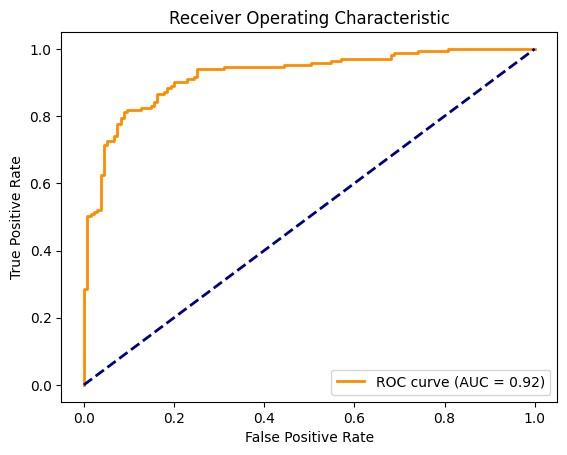 Receiver Operating Characteristic
True Positive Rate
1.0
0.8
0.6
0.4
0.2
0.0
ROC curve (AUC = 0.92)
0.0 0.2 0.4 0.6 0.8 1.0
False Positive Rate